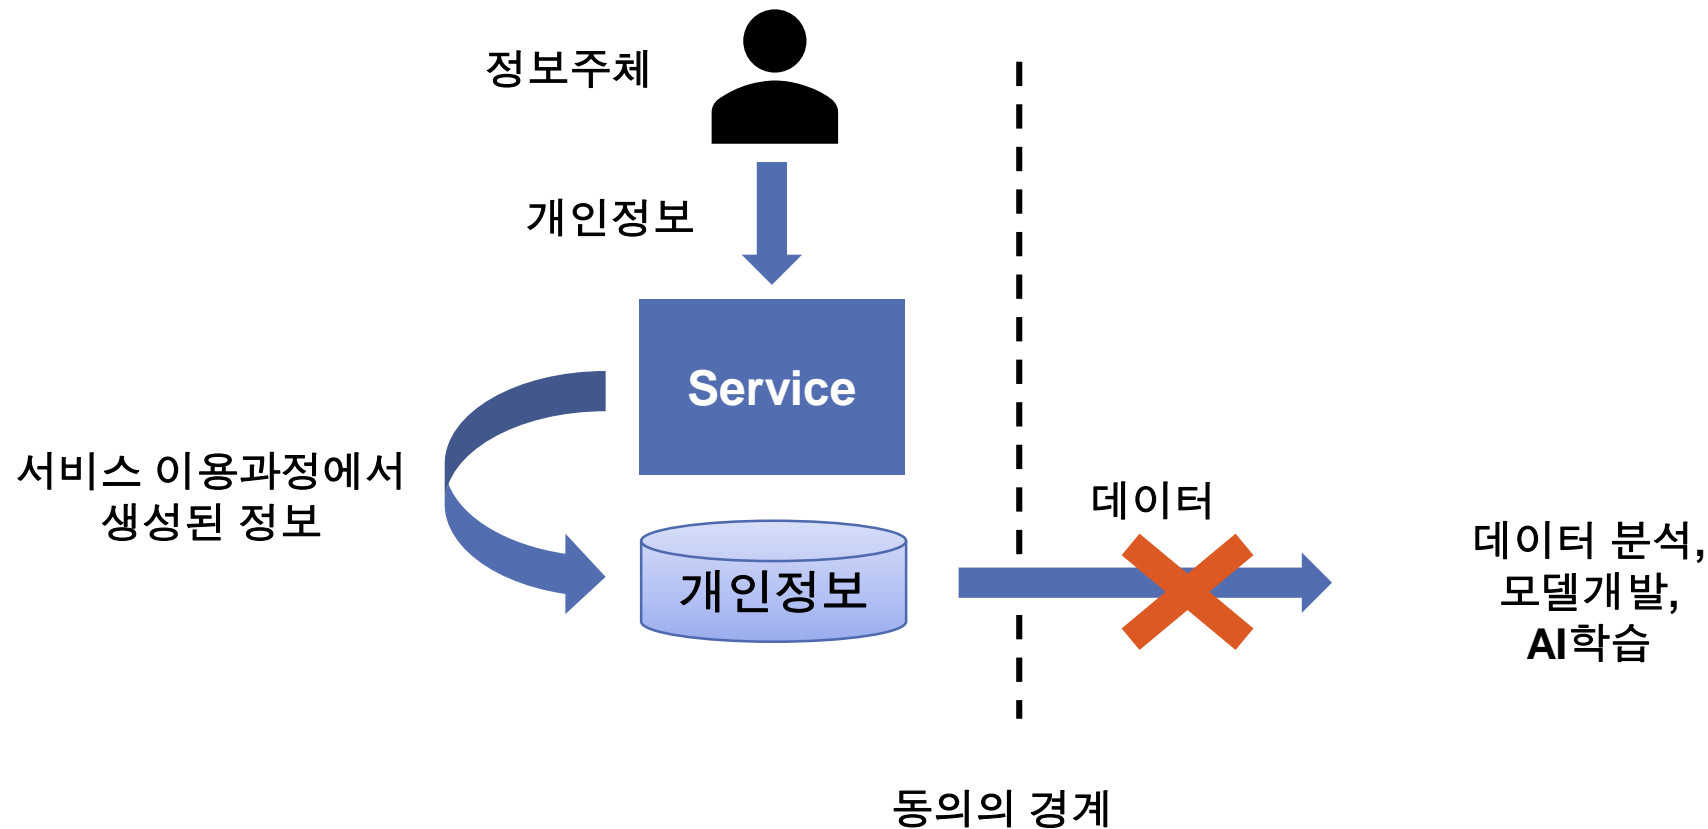 정보주체
개인정보
Service
서비스 이용과정에서
생성된 정보
개인정보
데이터
데이터 분석,
모델개발,
AI학습
동의의 경계